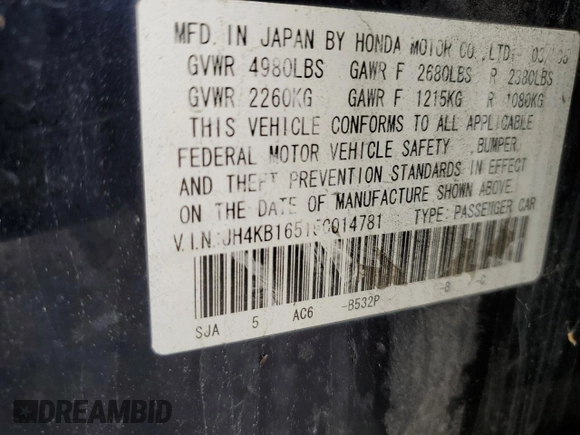 MFD. IN JAPAN BY HONDA MOTOR CO.,LTD.
GVWR 4980LBS GAWR F 2680LBS R 2380LBS
GVWR 2260KG GAWR F 1215KG R 1080KG
THIS VEHICLE CONFORMS TO ALL APPLICABLE
FEDERAL MOTOR VEHICLE SAFETY ,BUMPER,
AND THEFT PREVENTION STANDARDS IN EFFECT
ON THE DATE OF MANUFACTURE SHOWN ABOVE.
V.I.N: TYPE: PASSENGER CAR
SJA 5 AC6 -B532P -B -C
DREAMBID